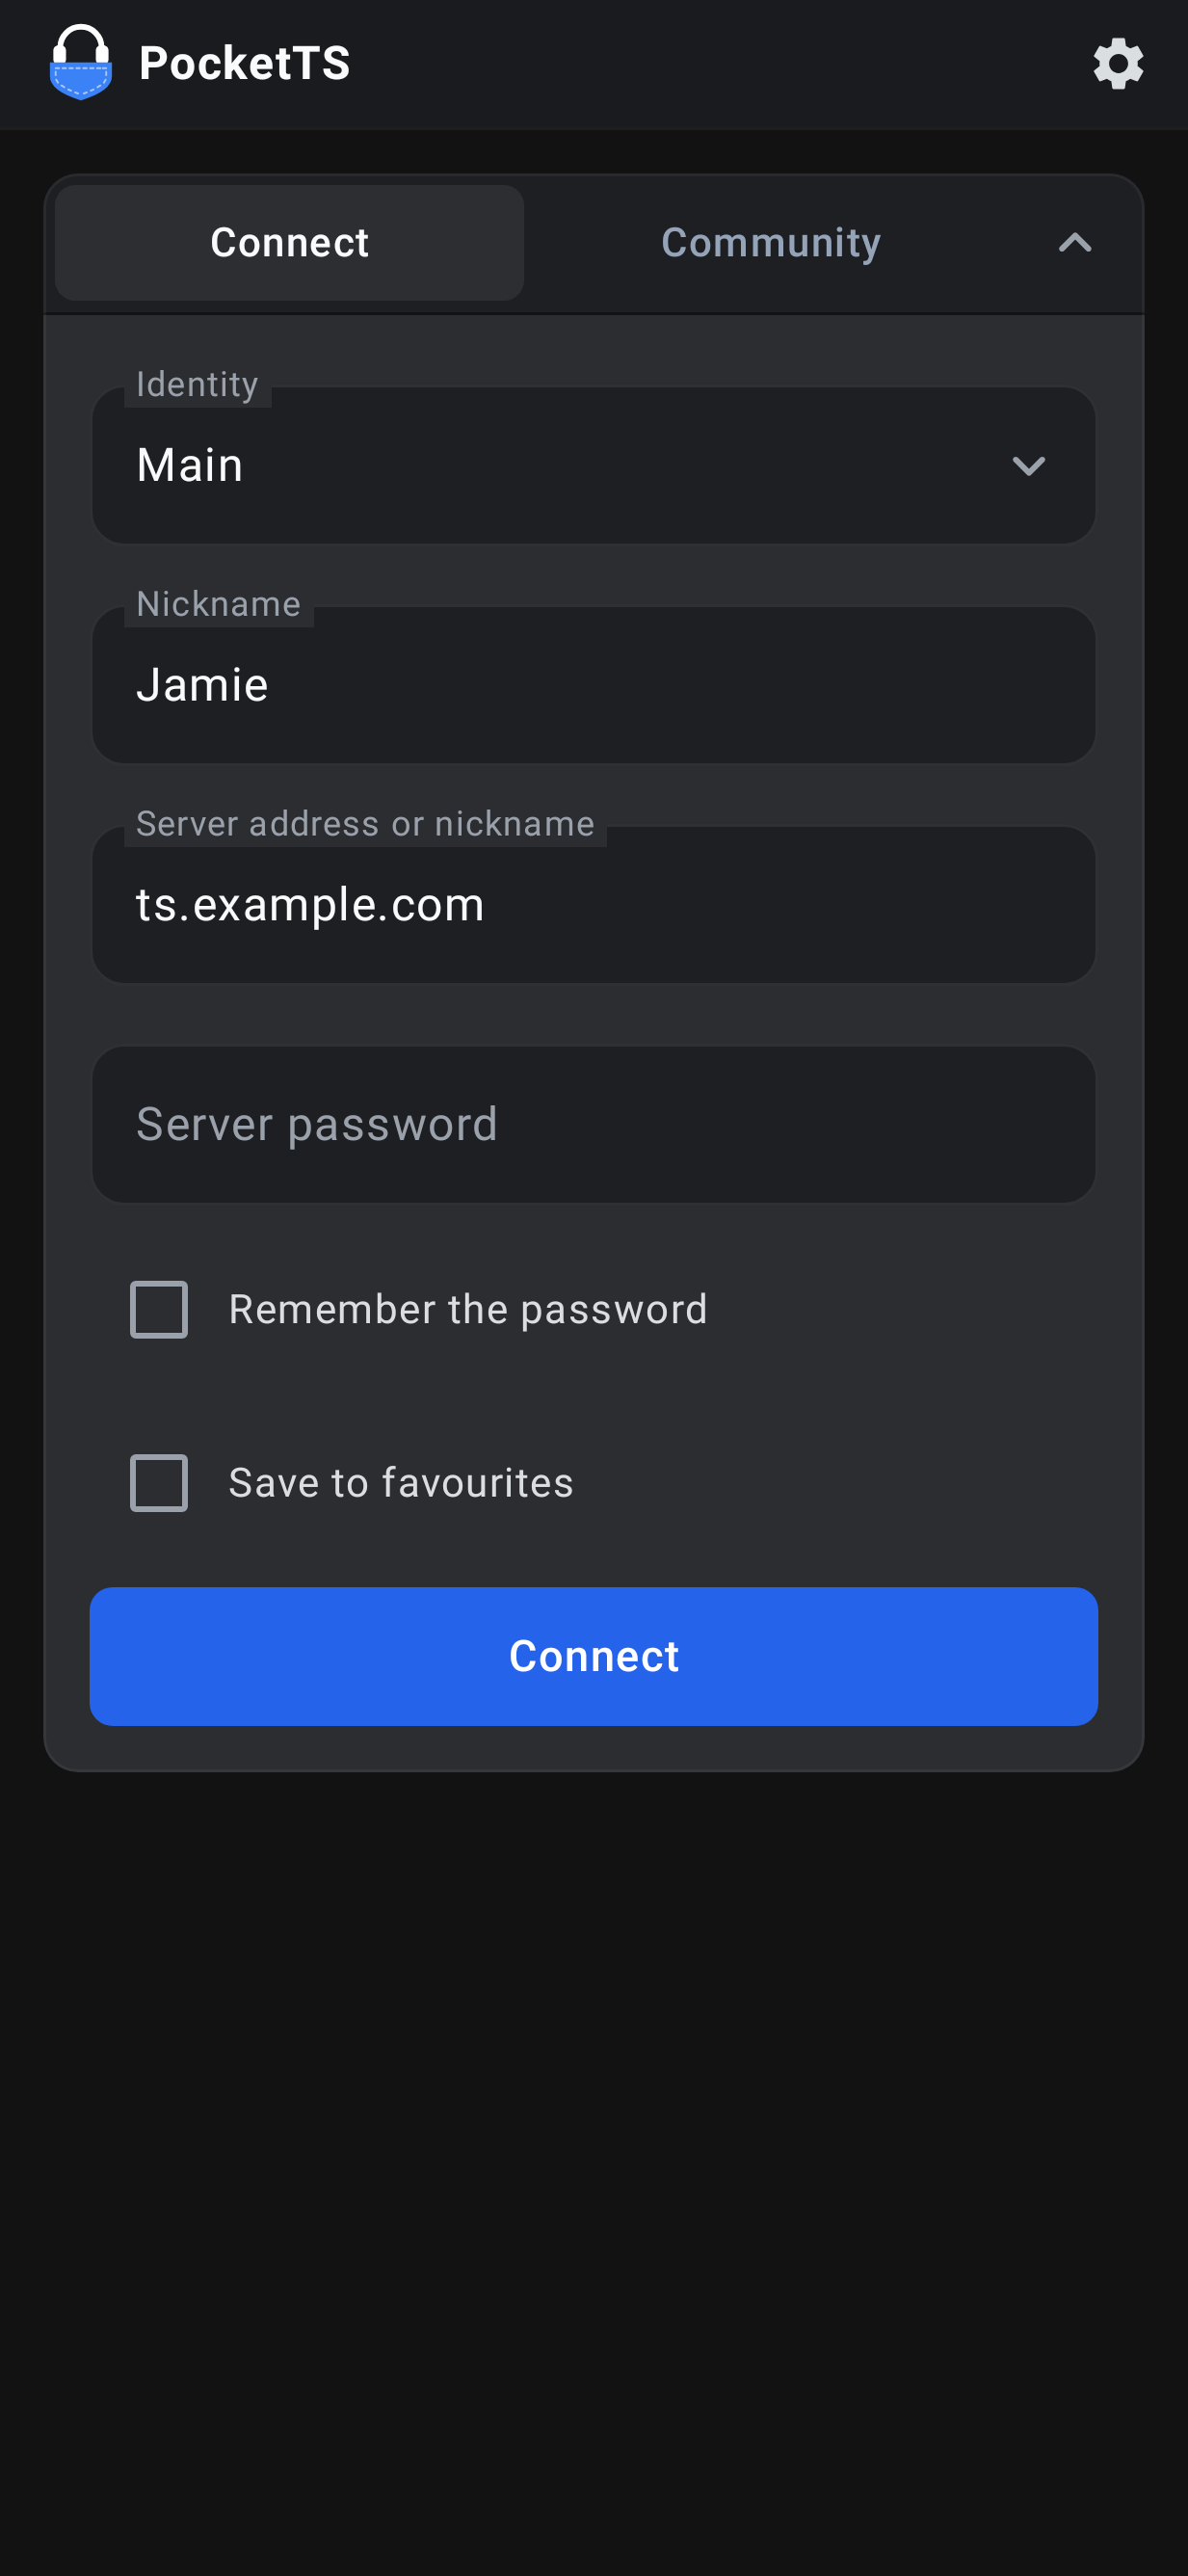 PocketTS
Connect
Community
Identity
Main
Nickname
Jamie
Server address or nickname
ts.example.com
Server password
Remember the password
Save to favourites
Connect